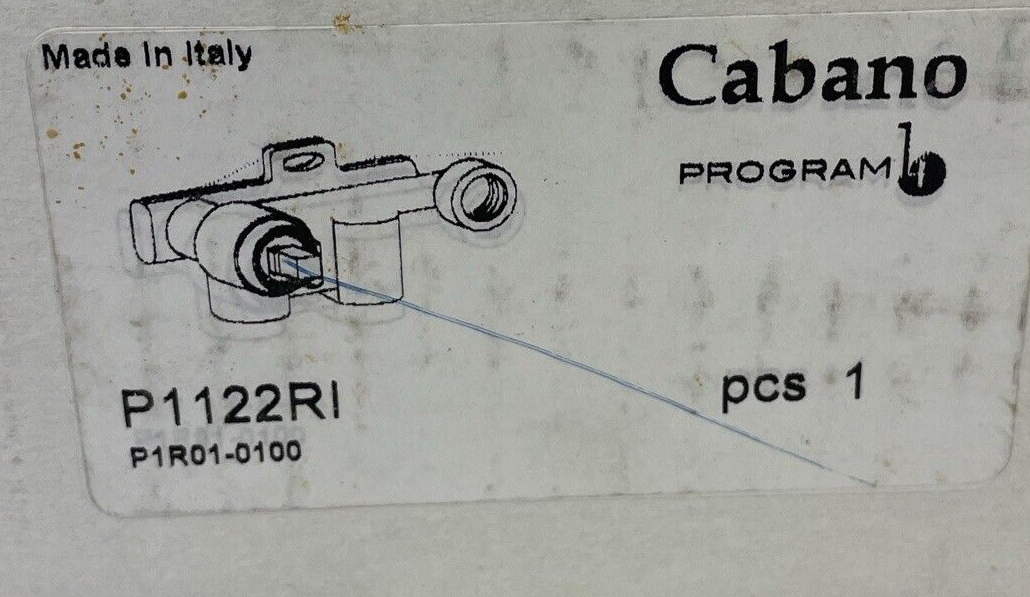 Made In Italy
Cabano
PROGRAM
P1122RI
pcs 1
P1R01-0100